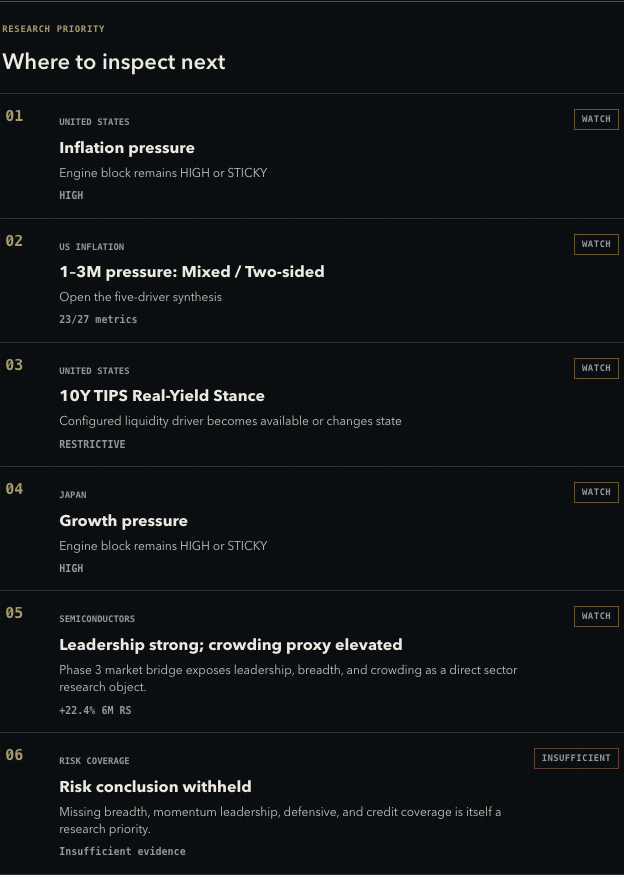 RESEARCH PRIORITY
Where to inspect next
01
UNITED STATES
WATCH
Inflation pressure
Engine block remains HIGH or STICKY
HIGH
02
US INFLATION
WATCH
1–3M pressure: Mixed / Two-sided
Open the five-driver synthesis
23/27 metrics
03
UNITED STATES
WATCH
10Y TIPS Real-Yield Stance
Configured liquidity driver becomes available or changes state
RESTRICTIVE
04
JAPAN
WATCH
Growth pressure
Engine block remains HIGH or STICKY
HIGH
05
SEMICONDUCTORS
WATCH
Leadership strong; crowding proxy elevated
Phase 3 market bridge exposes leadership, breadth, and crowding as a direct sector
research object.
+22.4% 6M RS
06
RISK COVERAGE
INSUFFICIENT
Risk conclusion withheld
Missing breadth, momentum leadership, defensive, and credit coverage is itself a
research priority.
Insufficient evidence